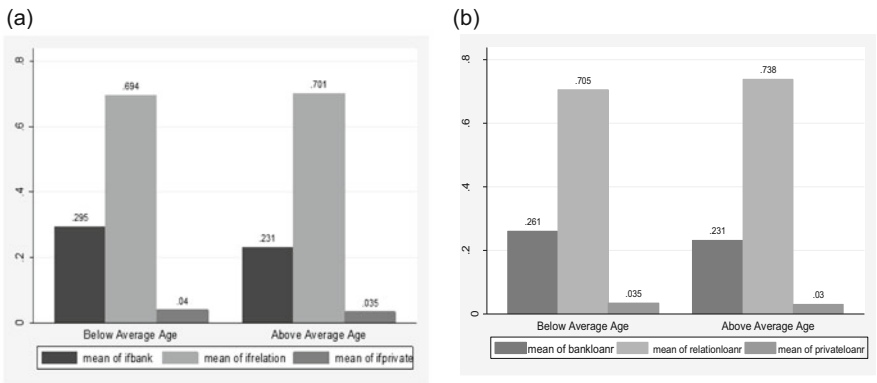 (a)
.8
.6
.4
.2
0
.694
.701
.295
.231
.04
.035
Below Average Age
Above Average Age
mean of ifbank
mean of ifrelation
mean of ifprivate
(b)
.8
.6
.4
.2
0
.705
.738
.261
.231
.035
.03
Below Average Age
Above Average Age
mean of bankloanr
mean of relationloanr
mean of privateloanr